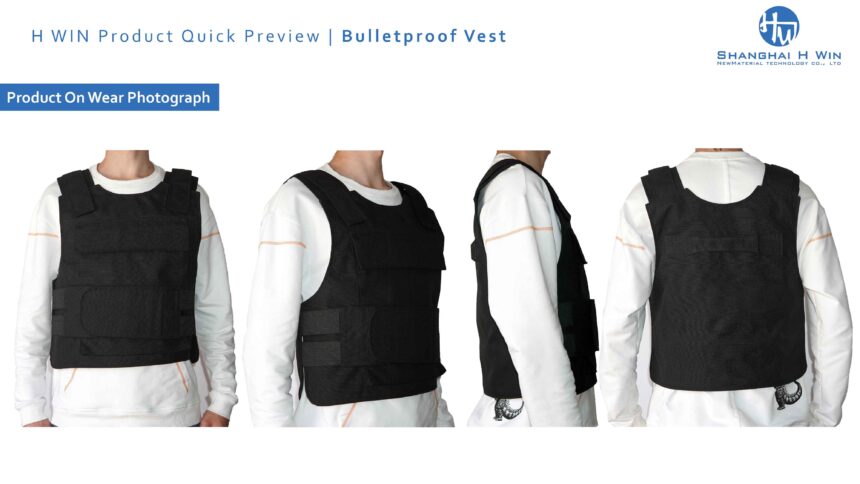 H WIN Product Quick Preview | Bulletproof Vest
HW
SHANGHAI H WIN
NEWMATERIAL TECHNOLOGY CO., LTD
Product On Wear Photograph